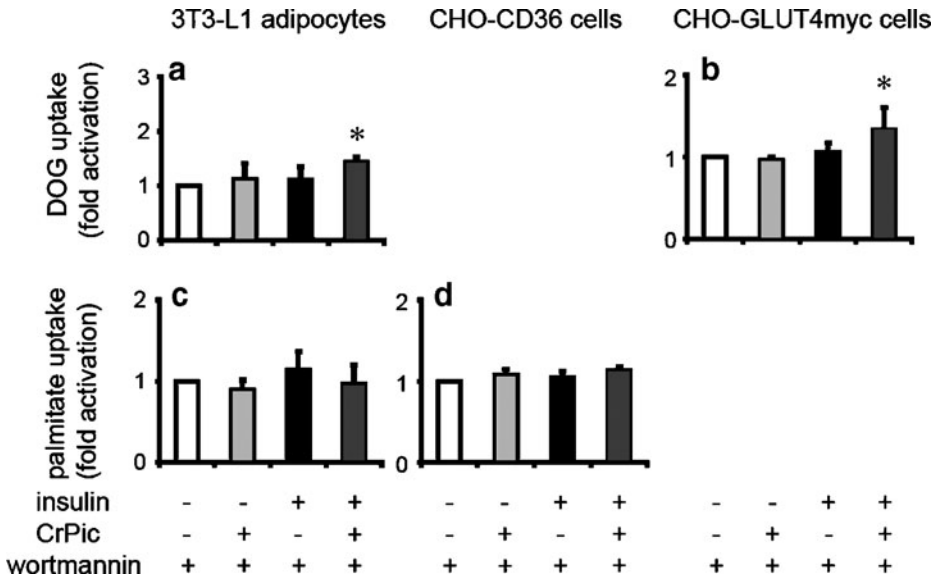 3T3-L1 adipocytes CHO-CD36 cells CHO-GLUT4myc cells
a
b
DOG uptake
(fold activation)
3
2
1
0
*
2
1
0
*
c
d
palmitate uptake
(fold activation)
2
1
0
2
1
0
insulin - - + + - - + + - - + +
CrPic - + - + - + - + - + - +
wortmannin + + + + + + + + + + + +